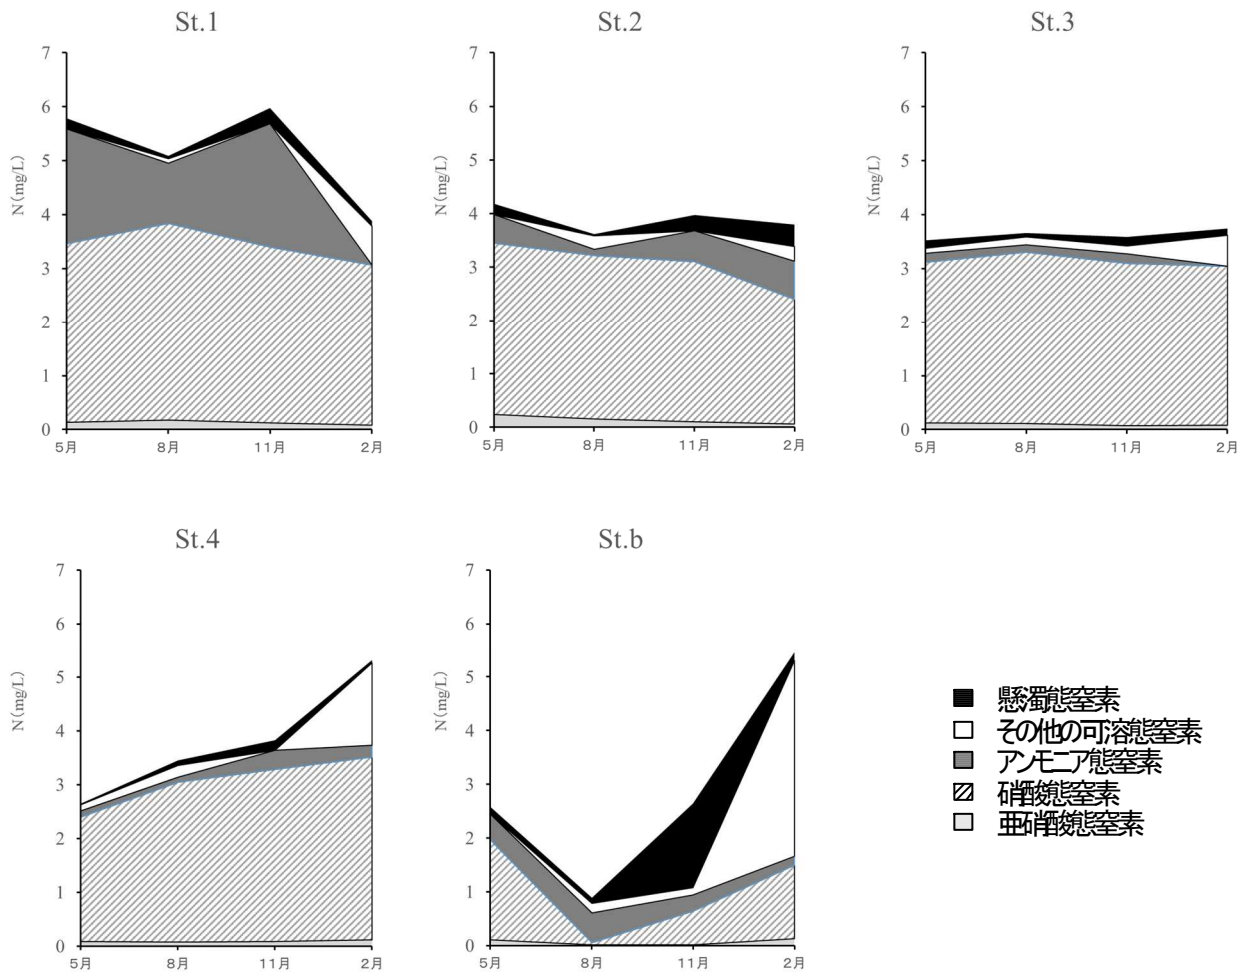 St.1
7
6
5
4
3
2
1
0
N(mg/L)
5月
8月
11月
2月
St.2
7
6
5
4
3
2
1
0
N(mg/L)
5月
8月
11月
2月
St.3
7
6
5
4
3
2
1
0
N(mg/L)
5月
8月
11月
2月
St.4
7
6
5
4
3
2
1
0
N(mg/L)
5月
8月
11月
2月
St.b
7
6
5
4
3
2
1
0
N(mg/L)
5月
8月
11月
2月
懸濁態窒素
その他の可溶態窒素
アンモニア態窒素
硝酸態窒素
亜硝酸態窒素